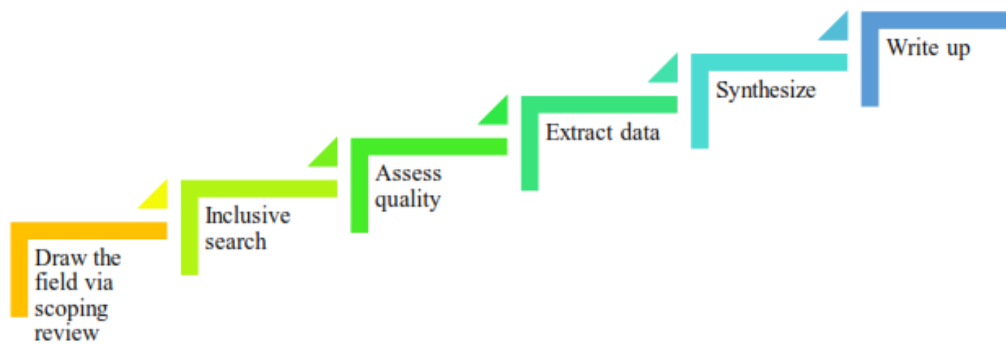 Draw the
field via
scoping
review
Inclusive
search
Assess
quality
Extract data
Synthesize
Write up